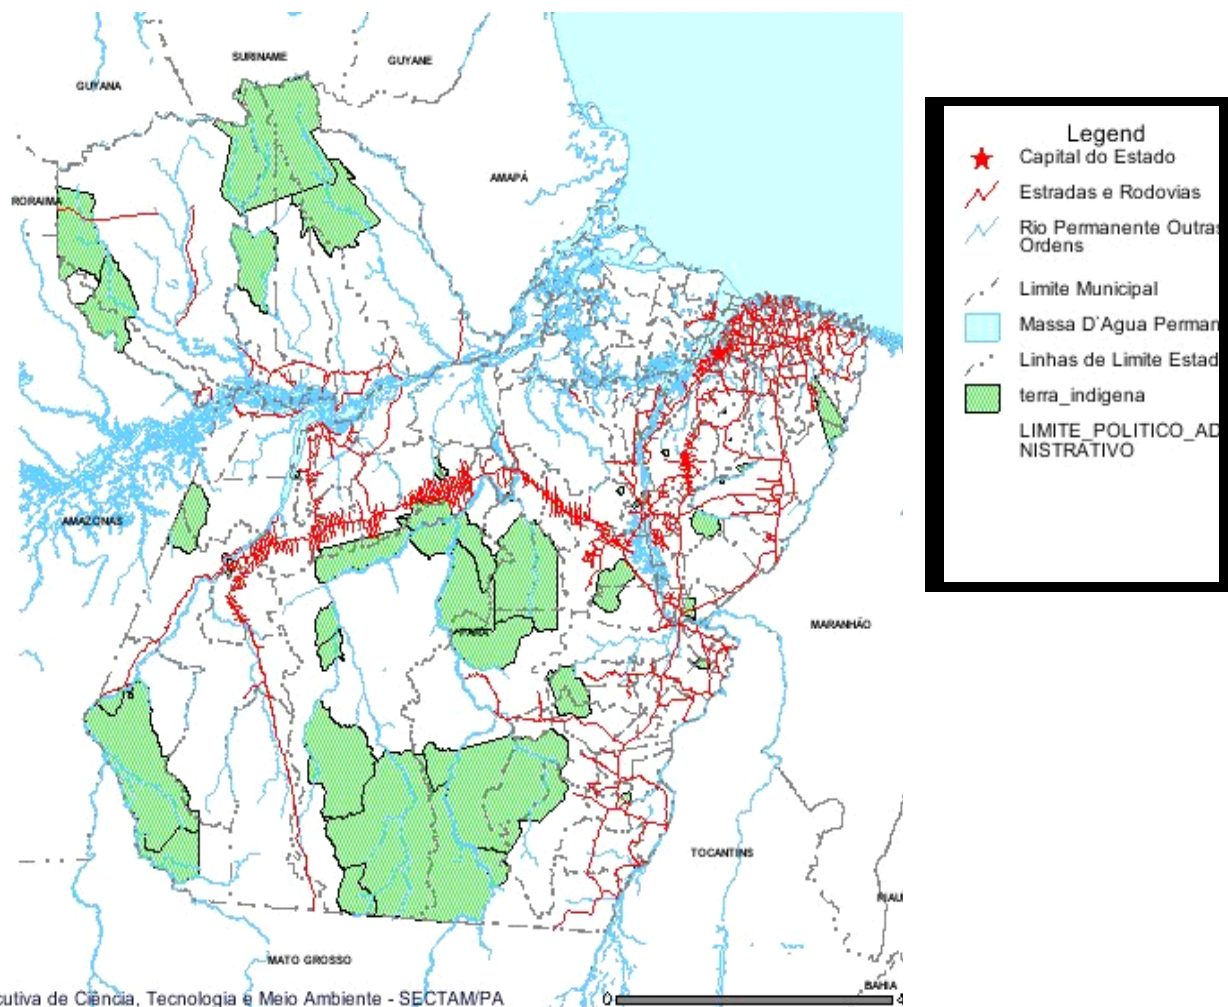 SURINAME
GUYANE
GUYANA
AMAPÁ
RORAIMA
AMAZONAS
PARÁ
MARANHÃO
TOCANTINS
PIAU
MATO GROSSO
BAHIA
cutiva de Ciência, Tecnologia e Meio Ambiente - SECTAM/PA
0
Legend
Capital do Estado
Estradas e Rodovias
Rio Permanente Outras
Ordens
Limite Municipal
Massa D`Agua Perman
Linhas de Limite Estad
terra_indigena
LIMITE_POLITICO_AD
NISTRATIVO